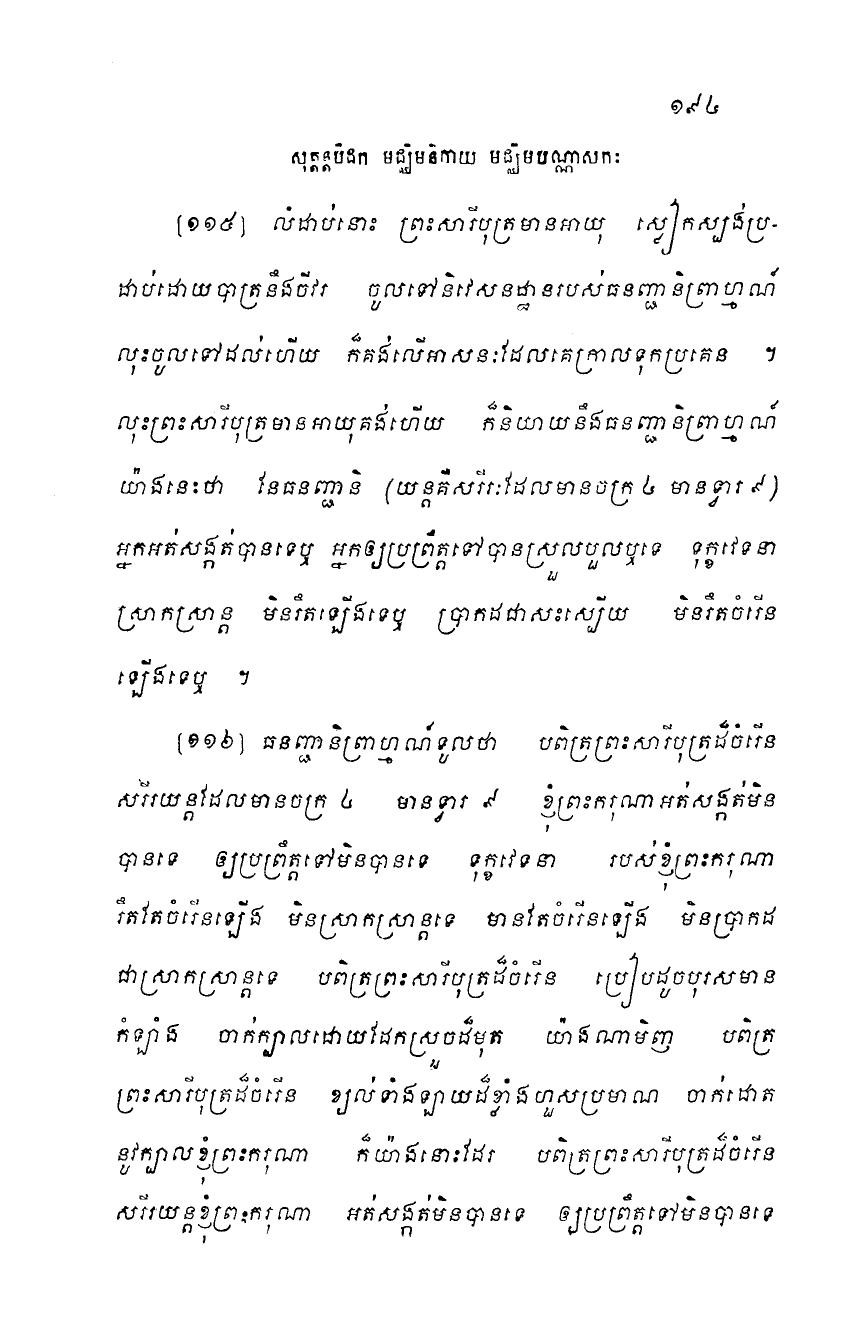 ១៩៤
សុត្តន្តបិដក មជ្ឈិមនិកាយ មជ្ឈិមបណ្ណាសកៈ
[១១៥] លំដាប់នោះ ព្រះសារីបុត្រមានអាយុ ស្លៀកស្បង់ប្រ-
ដាប់ដោយបាត្រនឹងចីវរ ចូលទៅនិវេសនដ្ឋានរបស់ធនញ្ជានិព្រាហ្មណ៍
លុះចូលទៅដល់ហើយ ក៏គង់លើអាសនៈដែលគេក្រាលទុកប្រគេន ។
លុះព្រះសារីបុត្រមានអាយុគង់ហើយ ក៏និយាយនឹងធនញ្ជានិព្រាហ្មណ៍
យ៉ាងនេះថា នែធនញ្ជានិ (យន្តគឺសរីរៈដែលមានចក្រ ៤ មានទ្វារ ៩)
អ្នកអត់សង្កត់បានទេឬ អ្នកឲ្យប្រព្រឹត្តទៅបានស្រួលបួលឬទេ ទុក្ខវេទនា
ស្រាកស្រាន្ត មិនរឹតឡើងទេឬ ប្រាកដជាសះស្បើយ មិនរឹតចំរើន
ឡើងទេឬ ។
[១១៦] ធនញ្ជានិព្រាហ្មណ៍ទូលថា បពិត្រព្រះសារីបុត្រដ៏ចំរើន
សរីរយន្តដែលមានចក្រ ៤ មានទ្វារ ៩ ខ្ញុំព្រះករុណាអត់សង្កត់មិន
បានទេ ឲ្យប្រព្រឹត្តទៅមិនបានទេ ទុក្ខវេទនា របស់ខ្ញុំព្រះករុណា
រឹតតែចំរើនឡើង មិនស្រាកស្រាន្តទេ មានតែចំរើនឡើង មិនប្រាកដ
ជាស្រាកស្រាន្តទេ បពិត្រព្រះសារីបុត្រដ៏ចំរើន ប្រៀបដូចបុរសមាន
កំឡាំង ចាក់ក្បាលដោយដែកស្រួចដ៏មុត យ៉ាងណាមិញ បពិត្រ
ព្រះសារីបុត្រដ៏ចំរើន ខ្យល់ទាំងឡាយដ៏ខ្លាំងហួសប្រមាណ ចាក់ដោត
នូវក្បាលខ្ញុំព្រះករុណា ក៏យ៉ាងនោះដែរ បពិត្រព្រះសារីបុត្រដ៏ចំរើន
សរីរយន្តខ្ញុំព្រះករុណា អត់សង្កត់មិនបានទេ ឲ្យប្រព្រឹត្តទៅមិនបានទេ